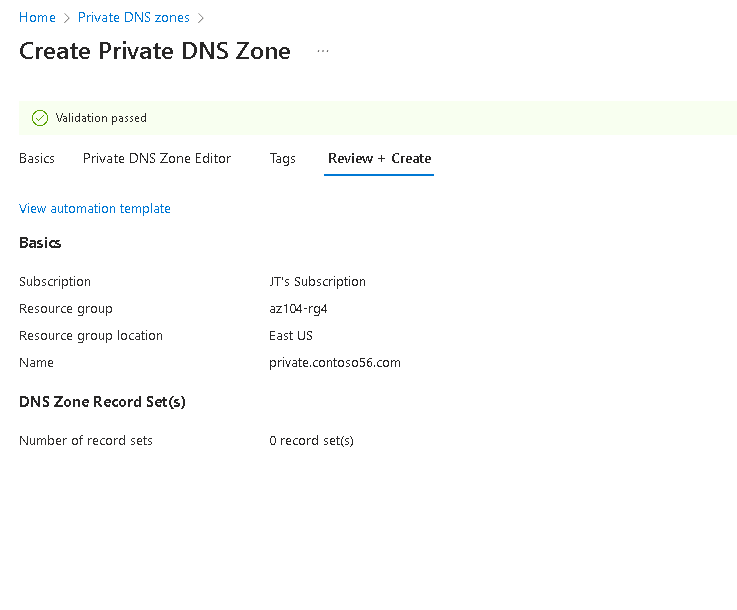 Home > Private DNS zones >
Create Private DNS Zone ...
Validation passed
Basics Private DNS Zone Editor Tags Review + Create
View automation template
Basics
Subscription JT's Subscription
Resource group az104-rg4
Resource group location East US
Name private.contoso56.com
DNS Zone Record Set(s)
Number of record sets 0 record set(s)